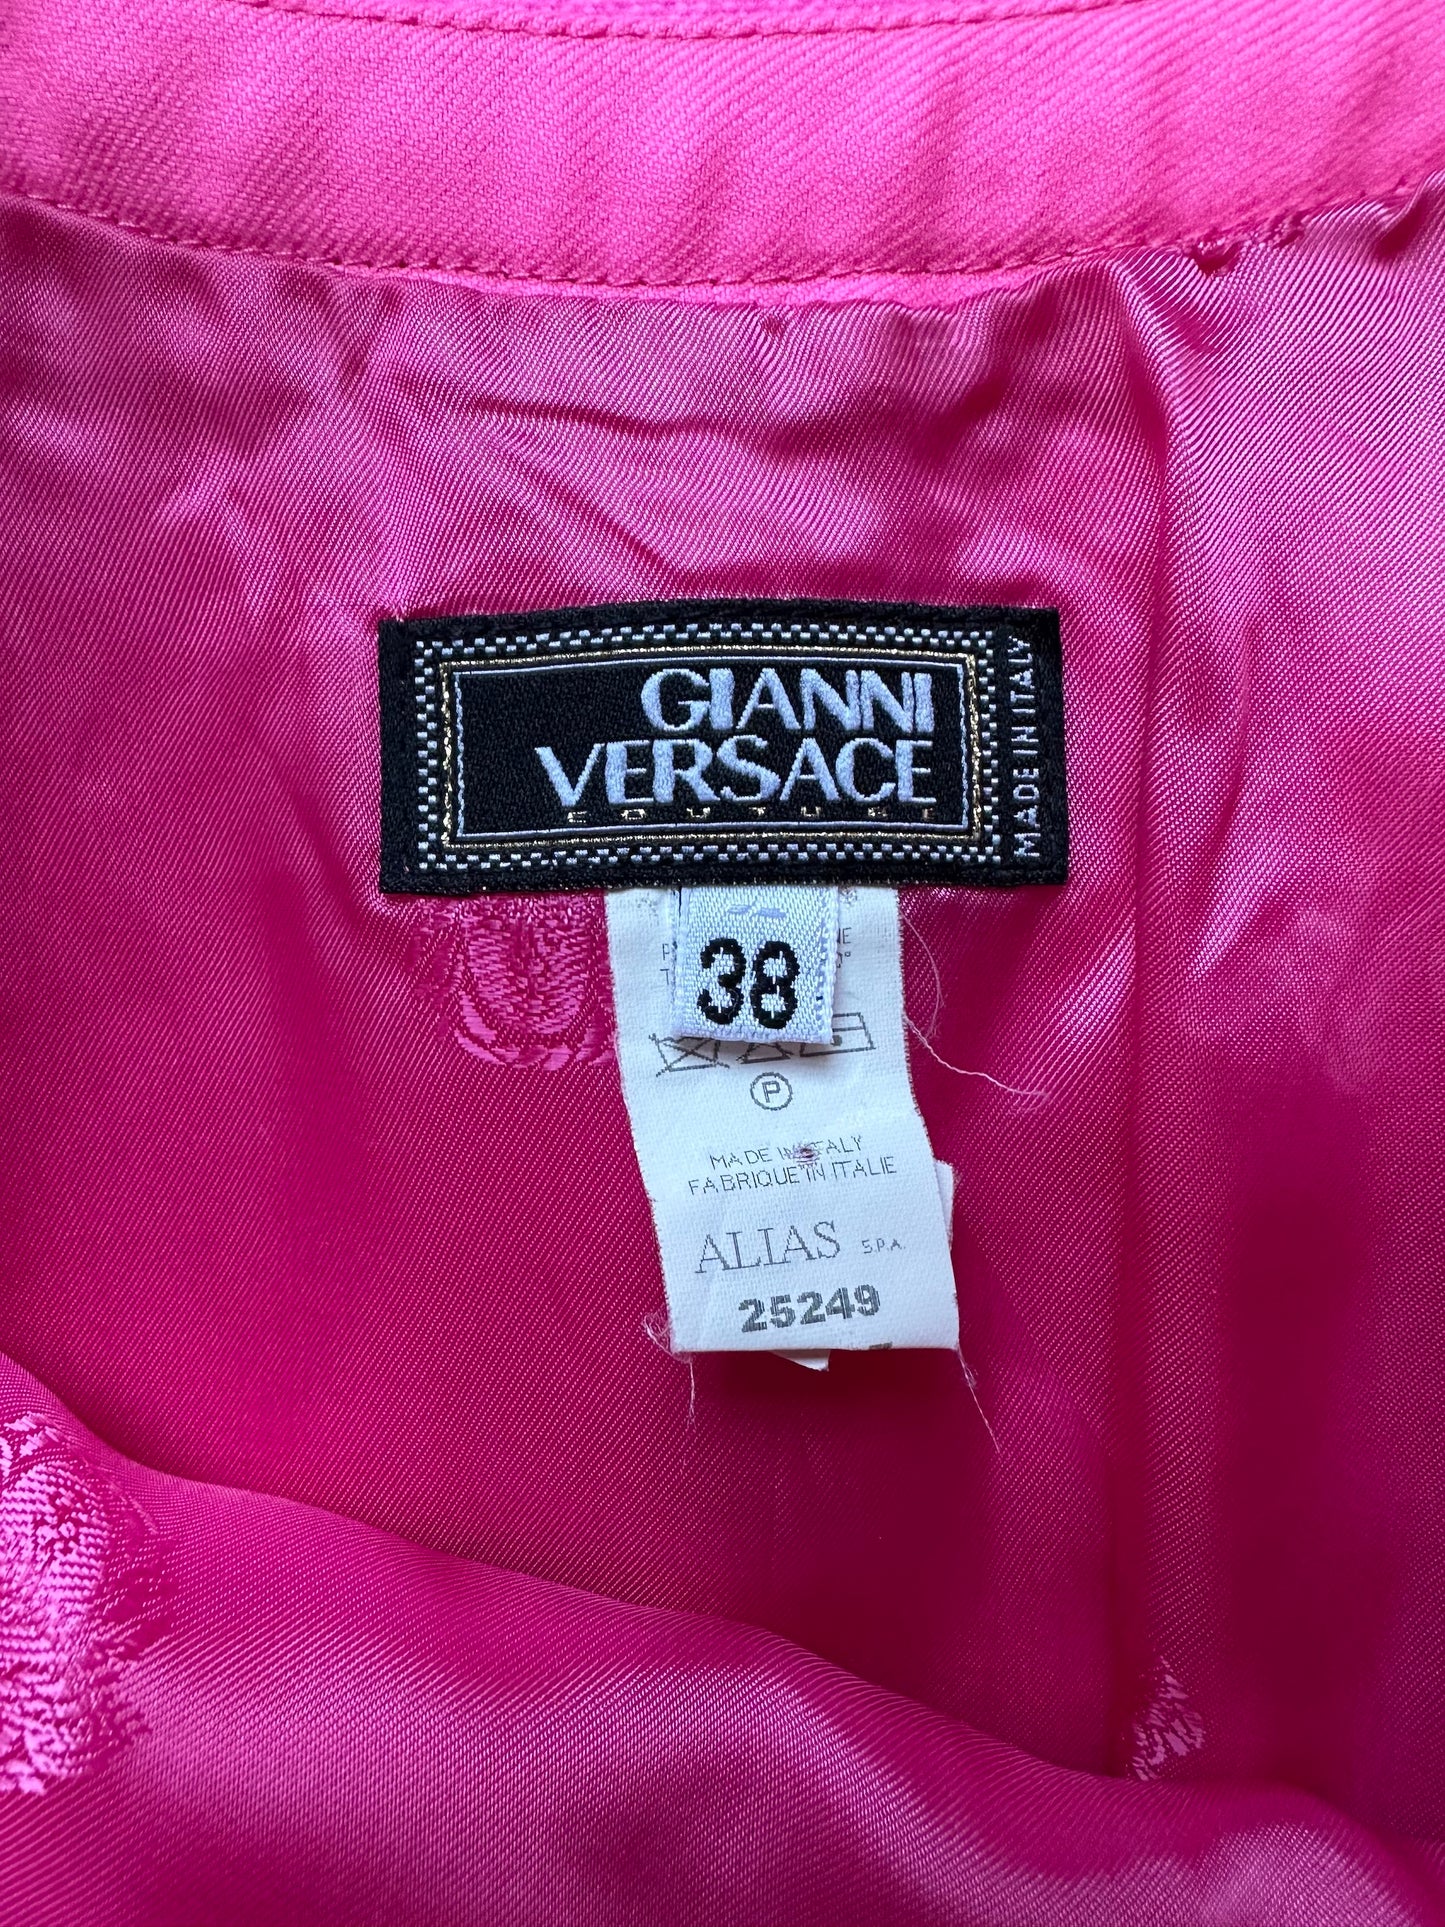 GIANNI
VERSACE
COUTURE
MADE IN ITALY
38
P
MADE IN ITALY
FABRIQUE IN ITALIE
ALIAS S.P.A.
25249